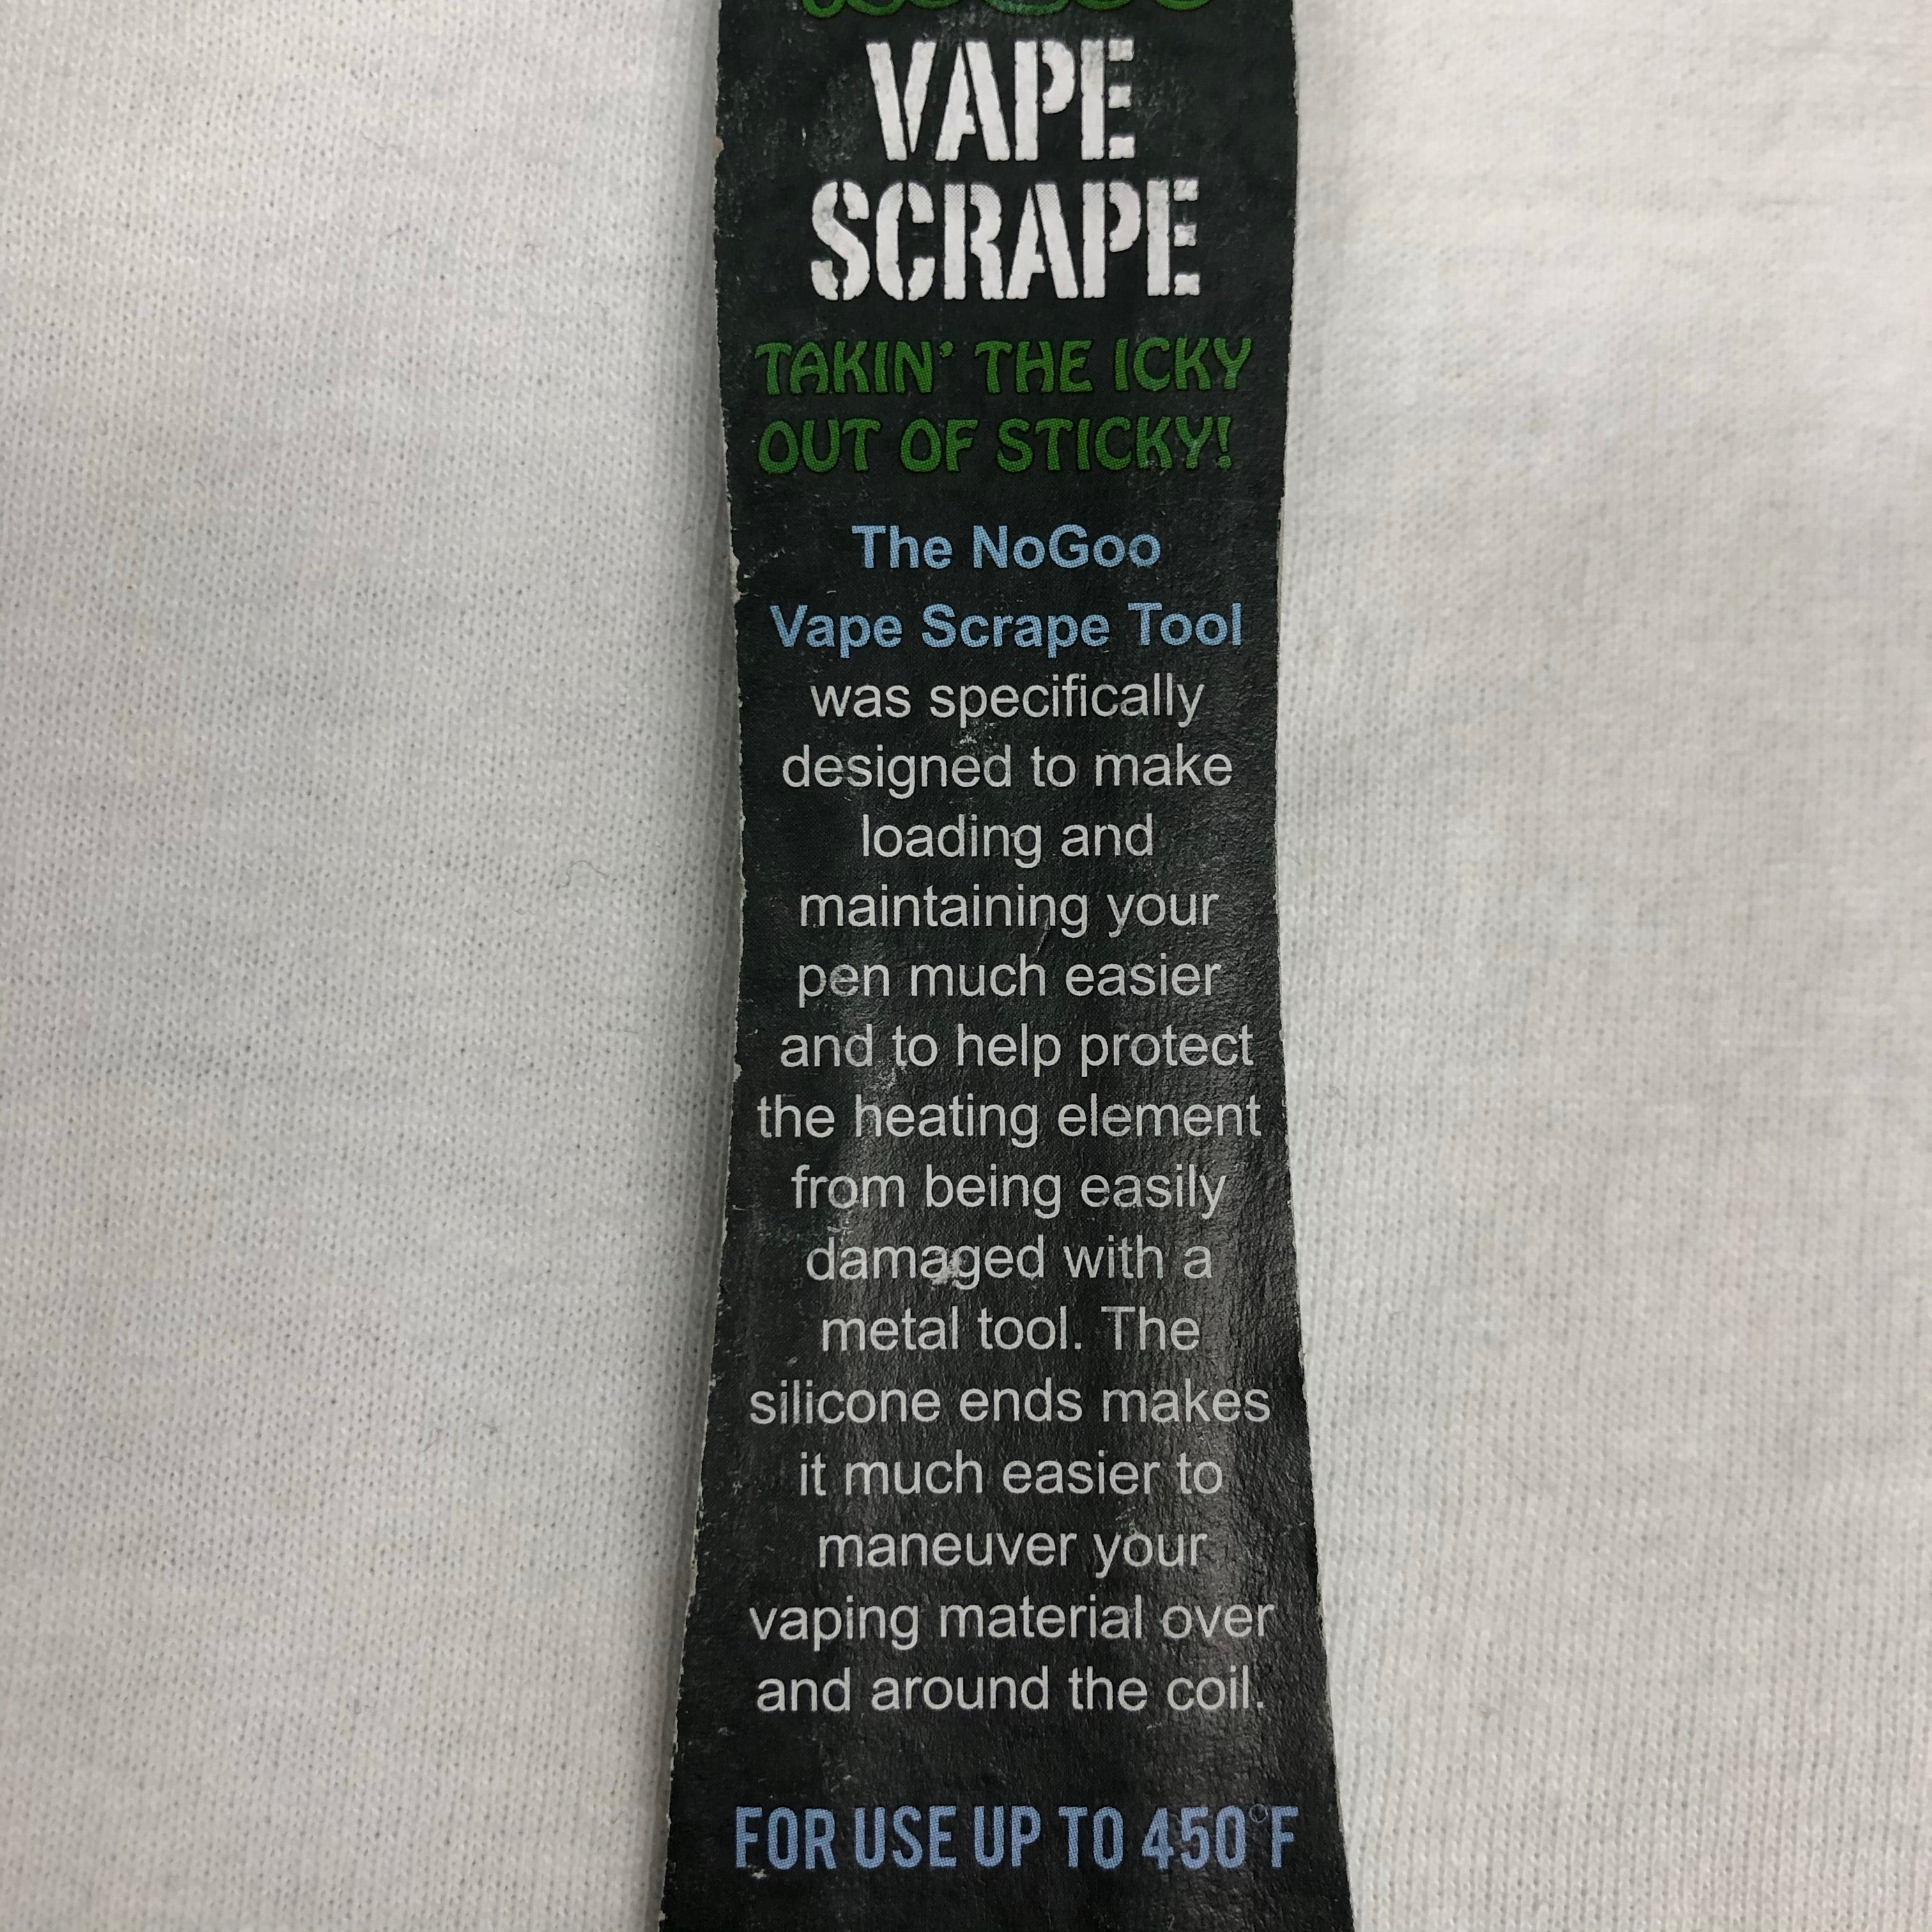 VAPE
SCRAPE
TAKIN' THE ICKY
OUT OF STICKY!
The NoGoo
Vape Scrape Tool
was specifically
designed to make
loading and
maintaining your
pen much easier
and to help protect
the heating element
from being easily
damaged with a
metal tool. The
silicone ends makes
it much easier to
maneuver your
vaping material over
and around the coil.
FOR USE UP TO 450°F